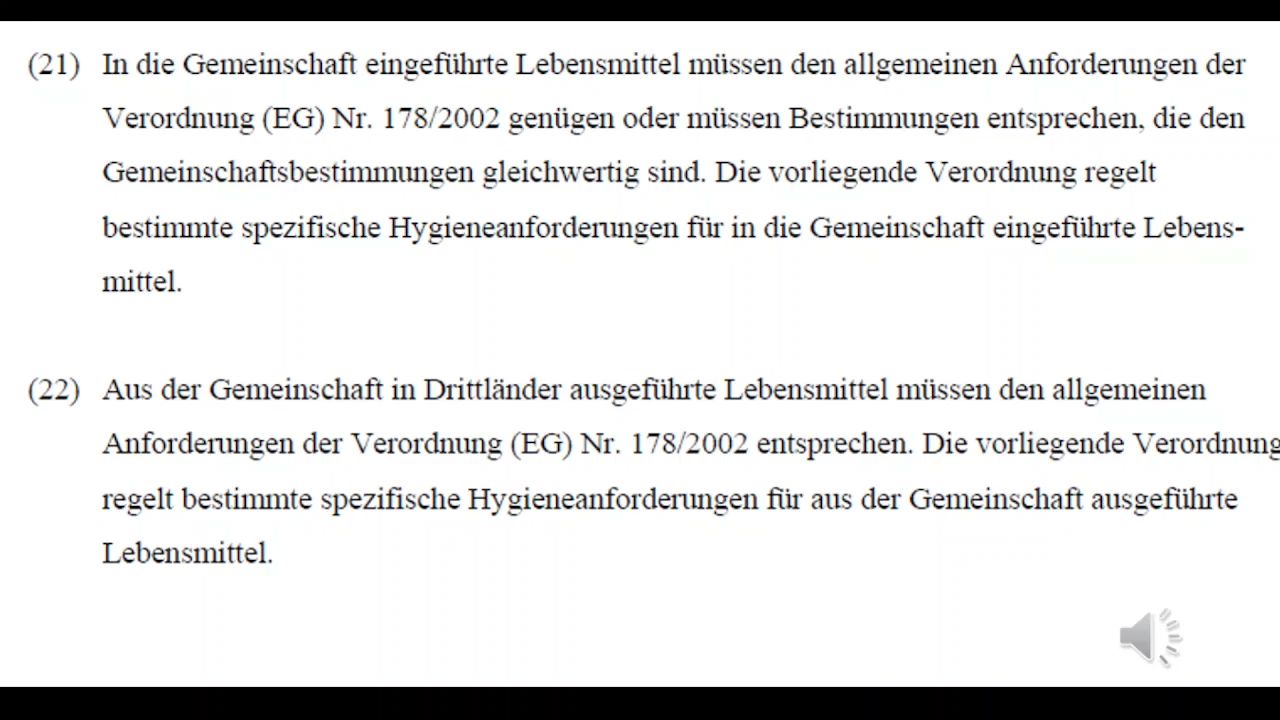 (21) In die Gemeinschaft eingeführte Lebensmittel müssen den allgemeinen Anforderungen der
Verordnung (EG) Nr. 178/2002 genügen oder müssen Bestimmungen entsprechen, die den
Gemeinschaftsbestimmungen gleichwertig sind. Die vorliegende Verordnung regelt
bestimmte spezifische Hygieneanforderungen für in die Gemeinschaft eingeführte Lebens-
mittel.
(22) Aus der Gemeinschaft in Drittländer ausgeführte Lebensmittel müssen den allgemeinen
Anforderungen der Verordnung (EG) Nr. 178/2002 entsprechen. Die vorliegende Verordnung
regelt bestimmte spezifische Hygieneanforderungen für aus der Gemeinschaft ausgeführte
Lebensmittel.